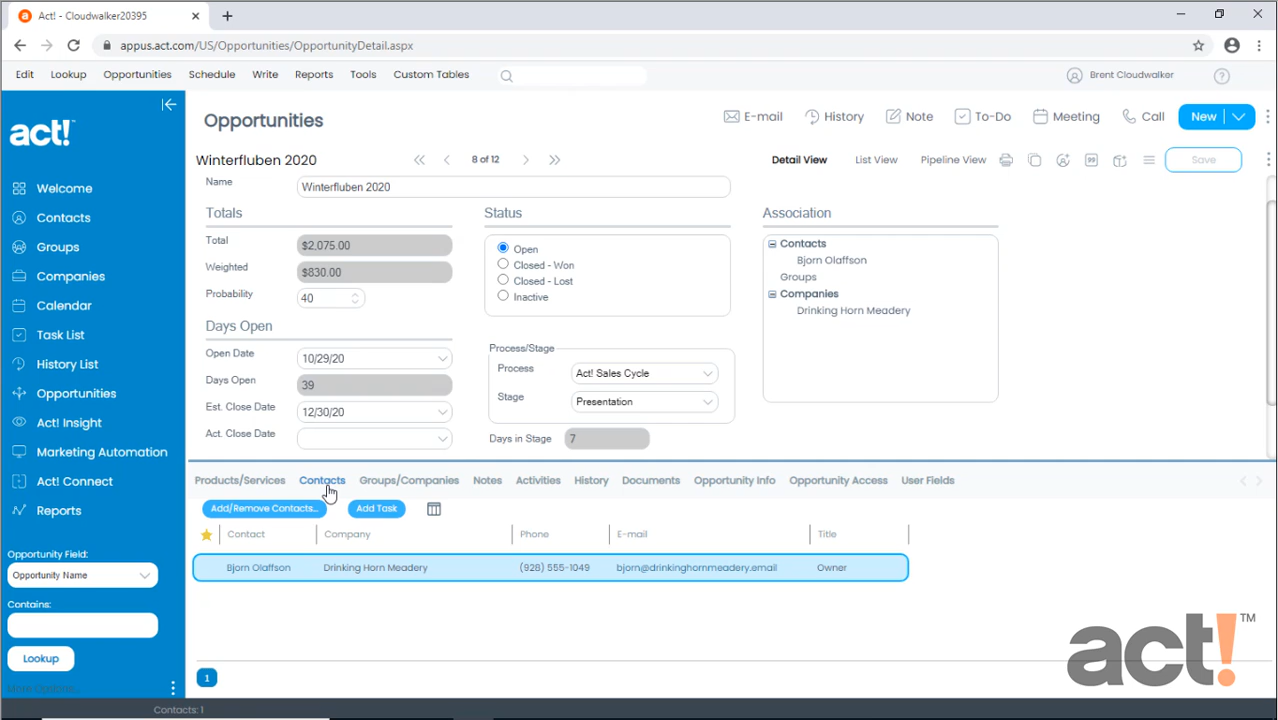 Act! - Cloudwalker20395
appus.act.com/US/Opportunities/OpportunityDetail.aspx
Edit Lookup Opportunities Schedule Write Reports Tools Custom Tables
Brent Cloudwalker ?
act!
Welcome
Contacts
Groups
Companies
Calendar
Task List
History List
Opportunities
Act! Insight
Marketing Automation
Act! Connect
Reports
Opportunity Field:
Opportunity Name
Contains:
Lookup
Opportunities
E-mail History Note To-Do Meeting Call New
Winterfluben 2020 8 of 12
Detail View List View Pipeline View Save
Name Winterfluben 2020
Totals
Total $2,075.00
Weighted $830.00
Probability 40
Days Open
Open Date 10/29/20
Days Open 39
Est. Close Date 12/30/20
Act. Close Date
Status
Open
Closed - Won
Closed - Lost
Inactive
Process/Stage
Process Act! Sales Cycle
Stage Presentation
Days in Stage 7
Association
Contacts
Bjorn Olaffson
Groups
Companies
Drinking Horn Meadery
Products/Services Contacts Groups/Companies Notes Activities History Documents Opportunity Info Opportunity Access User Fields
Add/Remove Contacts... Add Task
Contact Company Phone E-mail Title
Bjorn Olaffson Drinking Horn Meadery (928) 555-1049 bjorn@drinkinghornmeadery.email Owner
1
act!™
Contacts: 1